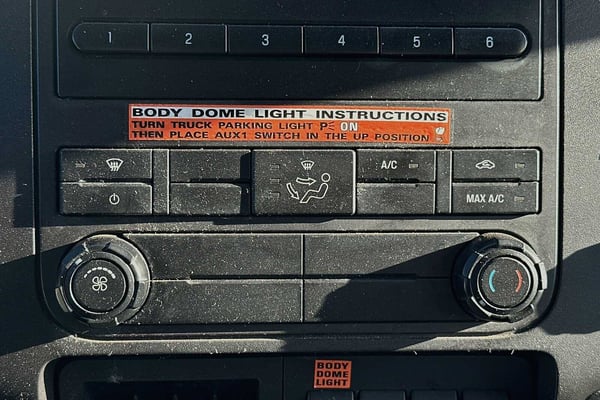 1 2 3 4 5 6
BODY DOME LIGHT INSTRUCTIONS
TURN TRUCK PARKING LIGHT ON
THEN PLACE AUX1 SWITCH IN THE UP POSITION
A/C
MAX A/C
BODY
DOME
LIGHT